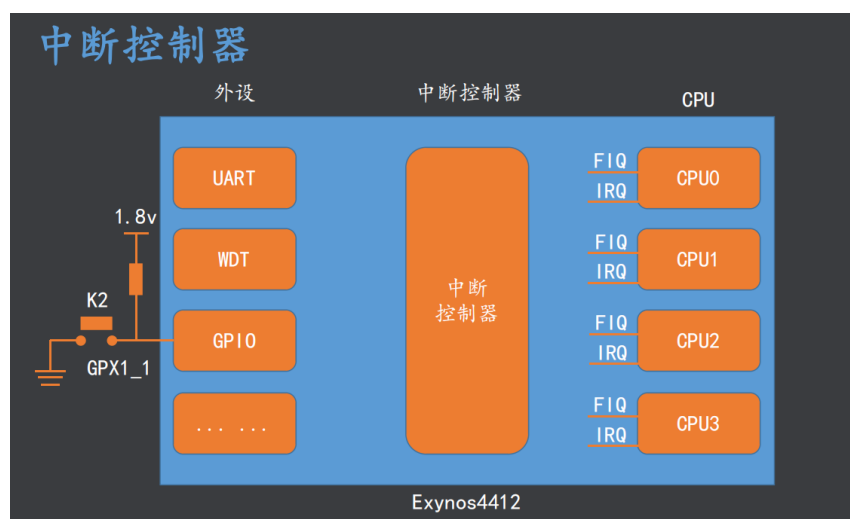 中断控制器
外设
中断控制器
CPU
UART
FIQ
IRQ
CPU0
1.8v
WDT
FIQ
IRQ
CPU1
中断
控制器
K2
GPIO
FIQ
IRQ
CPU2
GPX1_1
... ...
FIQ
IRQ
CPU3
Exynos4412